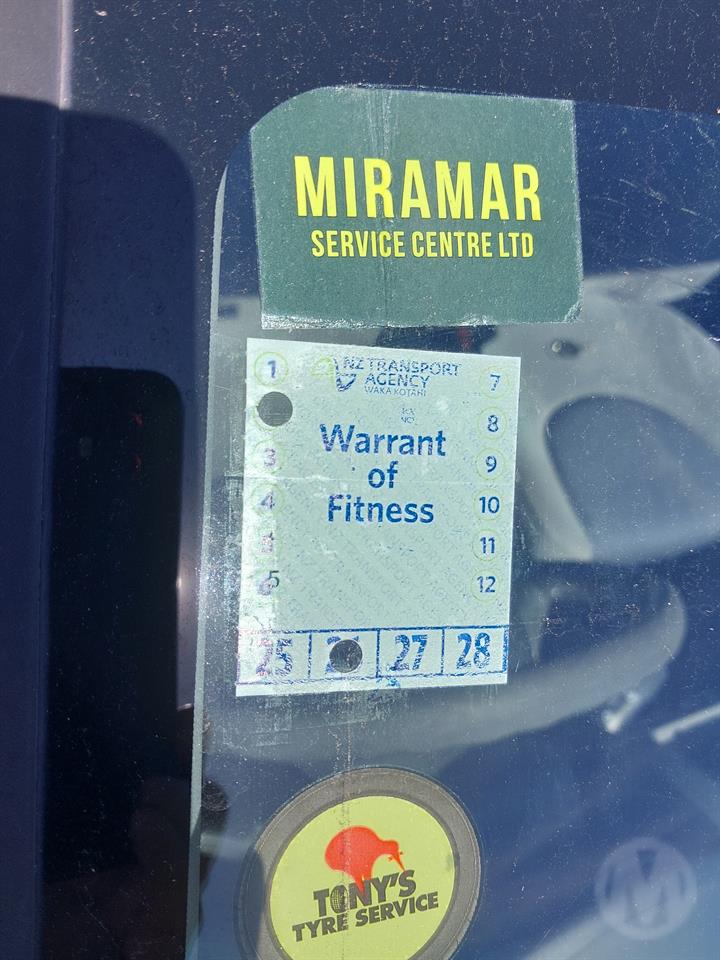 MIRAMAR
SERVICE CENTRE LTD
NZ TRANSPORT
AGENCY
WAKA KOTAHI
1
7
8
Warrant
of
Fitness
3
9
4
10
11
5
12
25
27
28
TONY'S
TYRE SERVICE
M